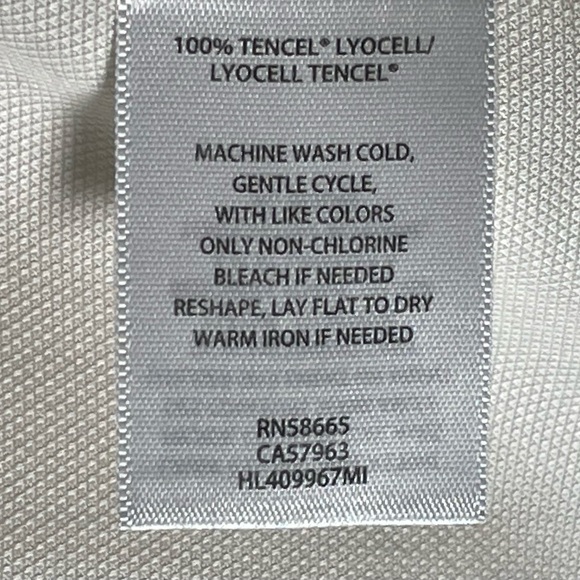 100% TENCEL® LYOCELL/
LYOCELL TENCEL®
MACHINE WASH COLD,
GENTLE CYCLE,
WITH LIKE COLORS
ONLY NON-CHLORINE
BLEACH IF NEEDED
RESHAPE, LAY FLAT TO DRY
WARM IRON IF NEEDED
RN58665
CA57963
HL409967MI